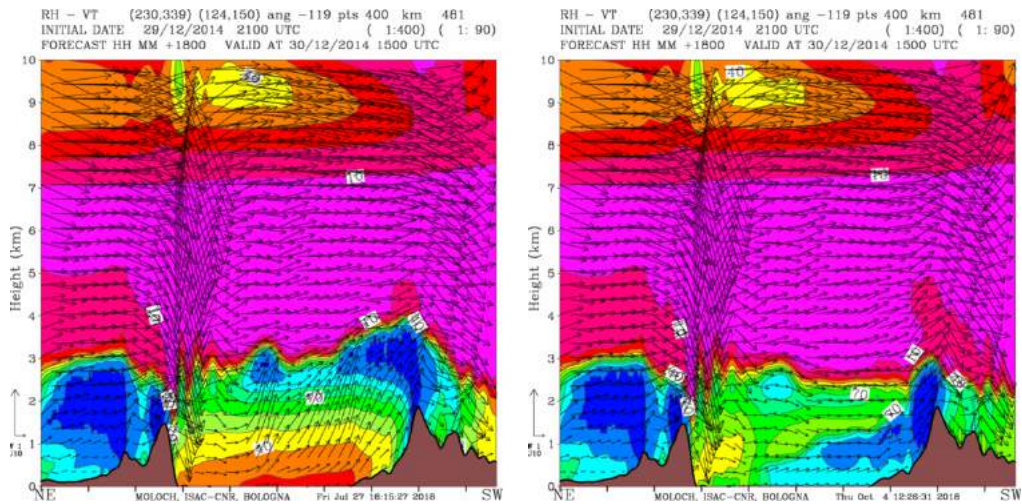 RH - VT (230,339) (124,150) ang -119 pts 400 km 481
INITIAL DATE 29/12/2014 2100 UTC ( 1:400) ( 1: 90)
FORECAST HH MM +1800 VALID AT 30/12/2014 1500 UTC
10
9
8
7
6
5
4
3
2
1
0
Height (km)
10
70
NE
SW
MOLOCH, ISAC-CNR, BOLOGNA Fri Jul 27 16:15:27 2018
RH - VT (230,339) (124,150) ang -119 pts 400 km 481
INITIAL DATE 29/12/2014 2100 UTC ( 1:400) ( 1: 90)
FORECAST HH MM +1800 VALID AT 30/12/2014 1500 UTC
10
9
8
7
6
5
4
3
2
1
0
Height (km)
40
10
70
NE
SW
MOLOCH, ISAC-CNR, BOLOGNA Thu Oct 4 12:26:31 2018